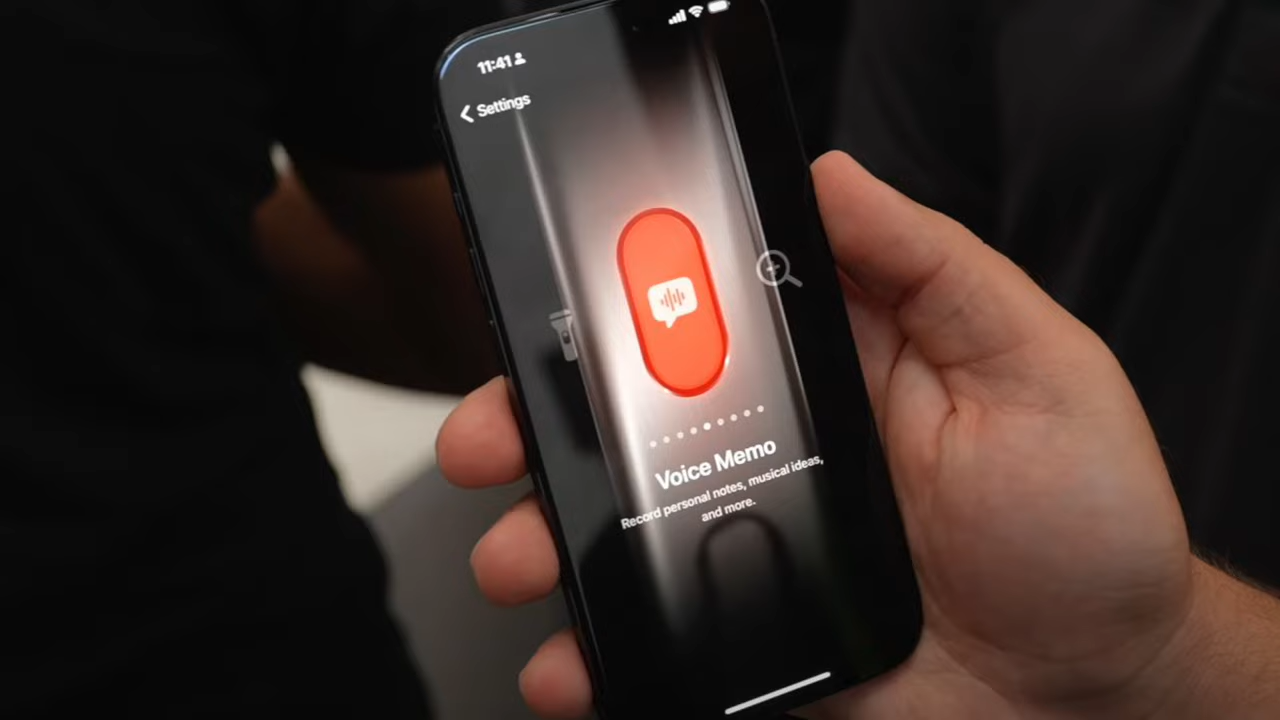 11:41
Settings
Voice Memo
Record personal notes, musical ideas,
and more.